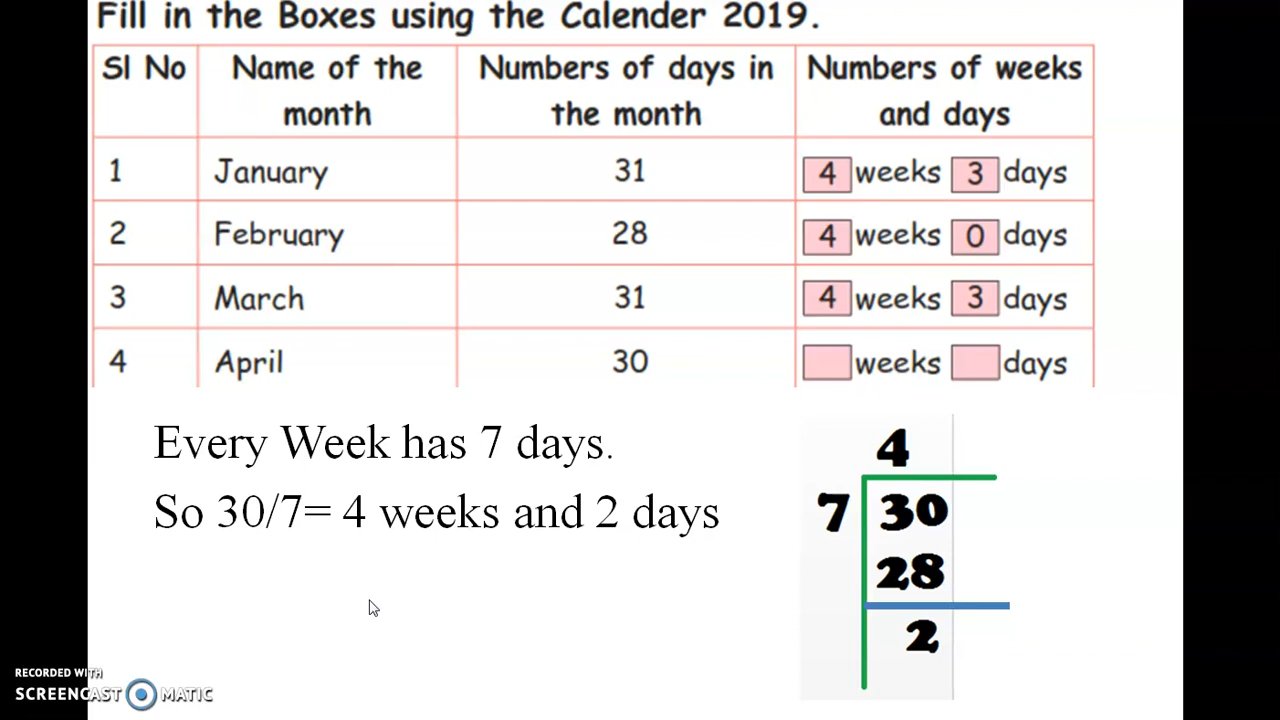 Fill in the Boxes using the Calender 2019.
Sl No Name of the month Numbers of days in the month Numbers of weeks and days
1 January 31 4 weeks 3 days
2 February 28 4 weeks 0 days
3 March 31 4 weeks 3 days
4 April 30 weeks days
Every Week has 7 days.
So 30/7= 4 weeks and 2 days
4
7 30
28
2
RECORDED WITH
SCREENCAST MATIC